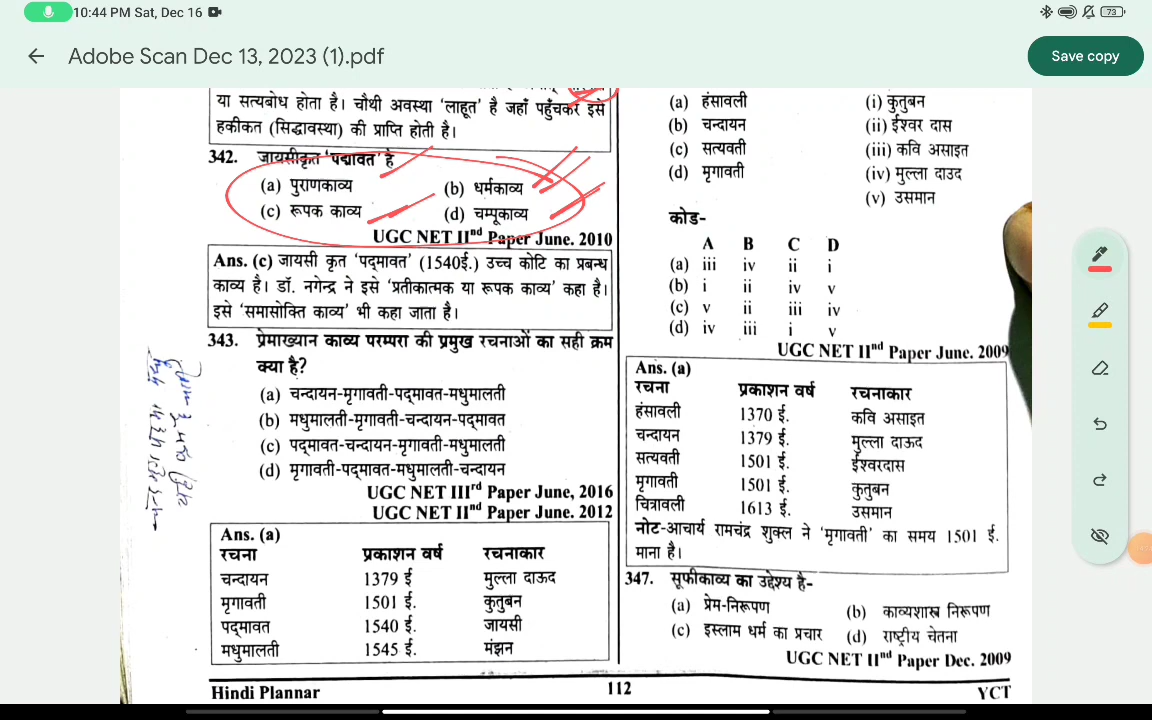 10:44 PM Sat, Dec 16
73
Adobe Scan Dec 13, 2023 (1).pdf
Save copy
या सत्यबोध होता है। चौथी अवस्था 'लाहूत' है जहाँ पहुँचकर इसे
हकीकत (सिद्धावस्था) की प्राप्ति होती है।
342. जायसीकृत 'पद्मावत' है
(a) पुराणकाव्य (b) धर्मकाव्य
(c) रूपक काव्य (d) चम्पूकाव्य
UGC NET IInd Paper June. 2010
Ans. (c) जायसी कृत 'पद्मावत' (1540ई.) उच्च कोटि का प्रबन्ध
काव्य है। डॉ. नगेन्द्र ने इसे 'प्रतीकात्मक या रूपक काव्य' कहा है।
इसे 'समासोक्ति काव्य' भी कहा जाता है।
343. प्रेमाख्यान काव्य परम्परा की प्रमुख रचनाओं का सही क्रम
क्या है?
(a) चन्दायन-मृगावती-पद्मावत-मधुमालती
(b) मधुमालती-मृगावती-चन्दायन-पद्मावत
(c) पद्मावत-चन्दायन-मृगावती-मधुमालती
(d) मृगावती-पद्मावत-मधुमालती-चन्दायन
UGC NET IIIrd Paper June, 2016
UGC NET IInd Paper June. 2012
Ans. (a)
रचना प्रकाशन वर्ष रचनाकार
चन्दायन 1379 ई मुल्ला दाऊद
मृगावती 1501 ई. कुतुबन
पद्मावत 1540 ई. जायसी
मधुमालती 1545 ई. मंझन
(a) हंसावली (i) कुतुबन
(b) चन्दायन (ii) ईश्वर दास
(c) सत्यवती (iii) कवि असाइत
(d) मृगावती (iv) मुल्ला दाउद
(v) उसमान
कोड-
A B C D
(a) iii iv ii i
(b) i ii iv v
(c) v ii iii iv
(d) iv iii i v
UGC NET IInd Paper June. 2009
Ans. (a)
रचना प्रकाशन वर्ष रचनाकार
हंसावली 1370 ई. कवि असाइत
चन्दायन 1379 ई. मुल्ला दाऊद
सत्यवती 1501 ई. ईश्वरदास
मृगावती 1501 ई. कुतुबन
चित्रावली 1613 ई. उसमान
नोट-आचार्य रामचंद्र शुक्ल ने 'मृगावती' का समय 1501 ई.
माना है।
347. सूफीकाव्य का उद्देश्य है-
(a) प्रेम-निरूपण (b) काव्यशास्त्र निरूपण
(c) इस्लाम धर्म का प्रचार (d) राष्ट्रीय चेतना
UGC NET IInd Paper Dec. 2009
Hindi Plannar 112 YCT